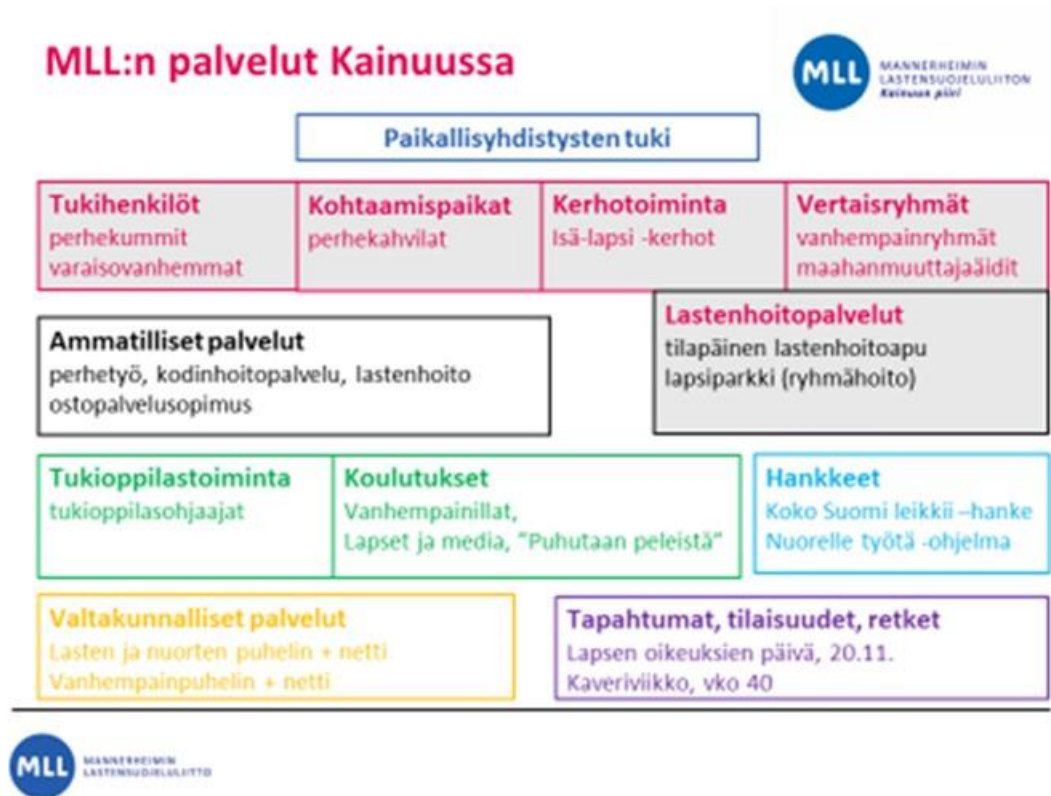 MLL:n palvelut Kainuussa
MLL
MANNERHEIMIN
LASTENSUOJELULIITON
Kainuun piiri
Paikallisyhdistysten tuki
Tukihenkilöt
perhekummit
varaisovanhemmat
Kohtaamispaikat
perhekahvilat
Kerhotoiminta
Isä-lapsi -kerhot
Vertaisryhmät
vanhempainryhmät
maahanmuuttajaäidit
Ammatilliset palvelut
perhetyö, kodinhoitopalvelu, lastenhoito
ostopalvelusopimus
Lastenhoitopalvelut
tilapäinen lastenhoitoapu
lapsiparkki (ryhmähoito)
Tukioppilastoiminta
tukioppilasohjaajat
Koulutukset
Vanhempainillat,
Lapset ja media, ”Puhutaan peleistä”
Hankkeet
Koko Suomi leikkii –hanke
Nuorelle työtä -ohjelma
Valtakunnalliset palvelut
Lasten ja nuorten puhelin + netti
Vanhempainpuhelin + netti
Tapahtumat, tilaisuudet, retket
Lapsen oikeuksien päivä, 20.11.
Kaveriviikko, vko 40
MLL
MANNERHEIMIN
LASTENSUOJELULIITTO